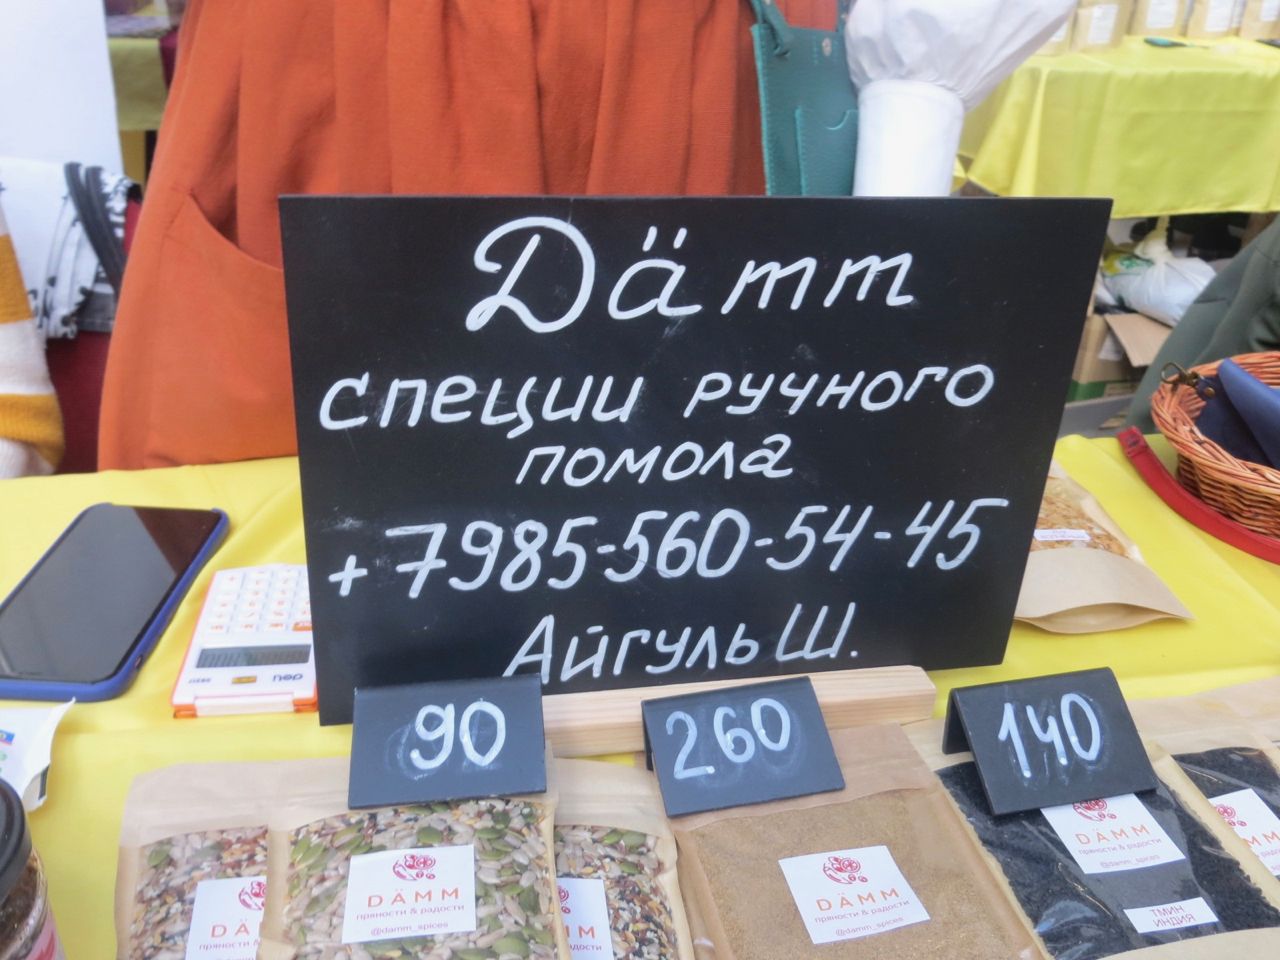 Дätt
специи ручного
помола
+7985-560-54-45
Айгуль Ш.
90
260
140
DÄMM
пряности & радости
@damm_spices
DÄMM
пряности & радости
@damm_spices
DÄMM
пряности & радости
@damm_spices
ТМИН
ИНДИЯ